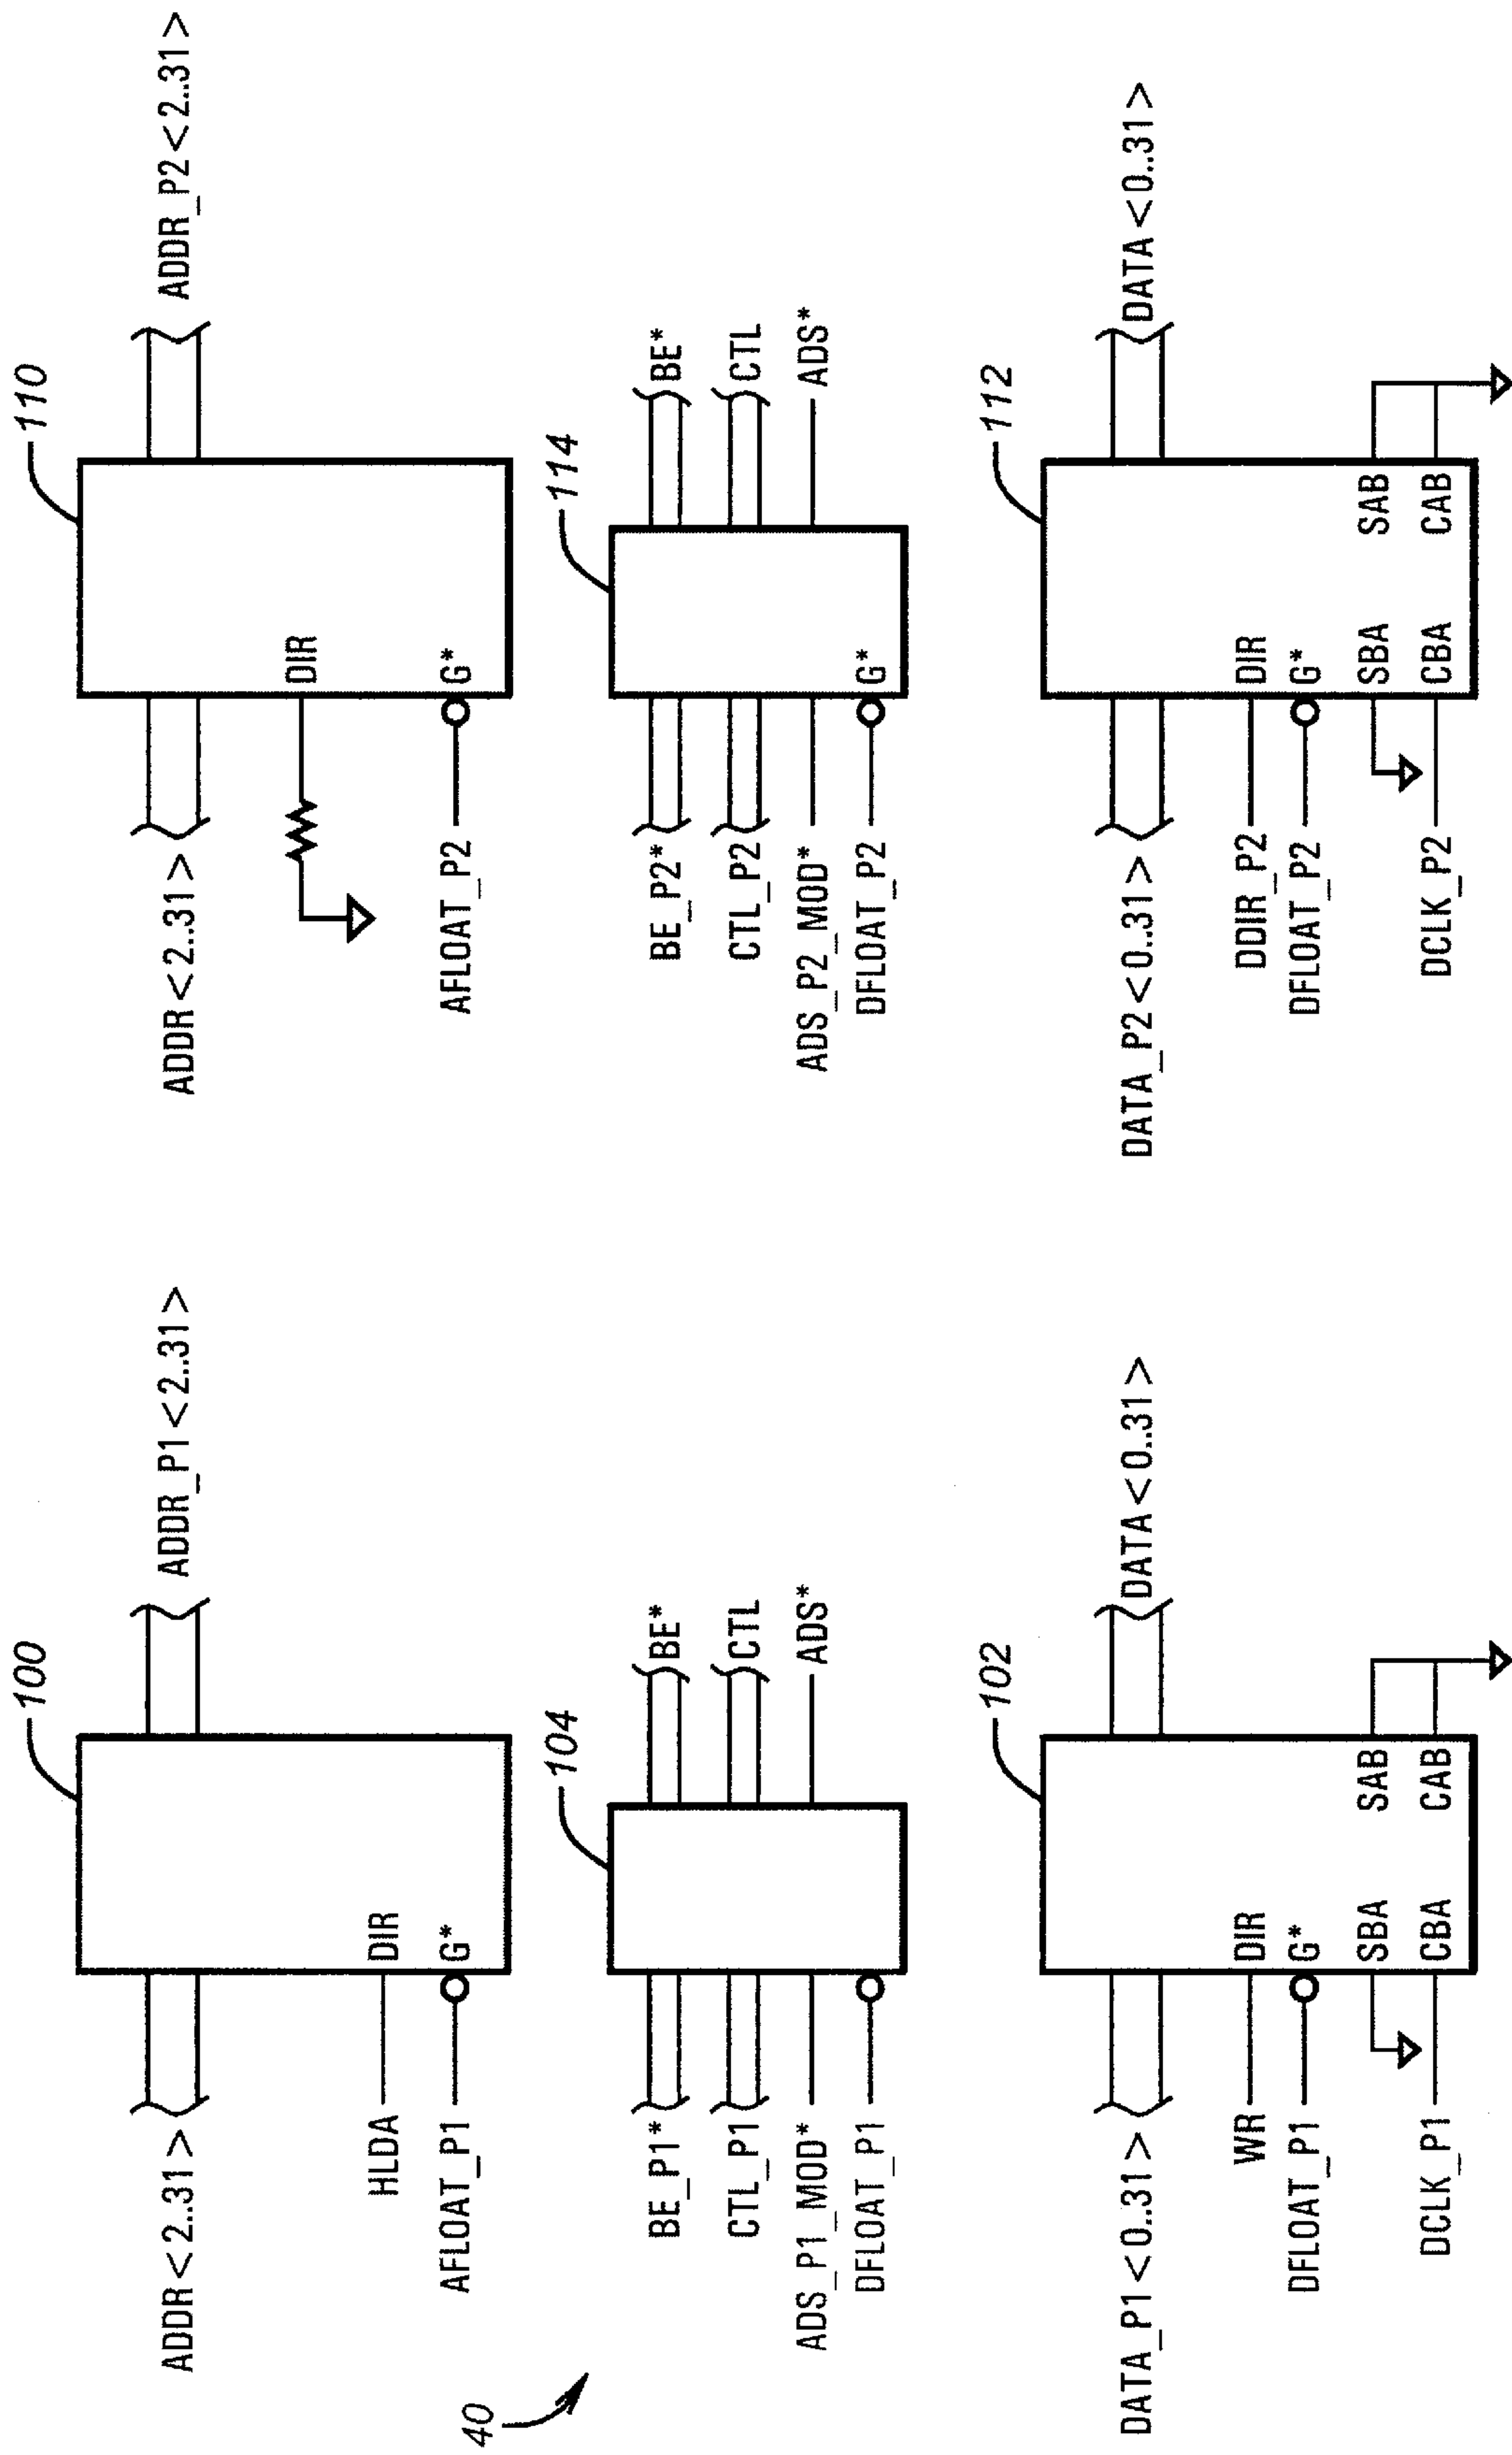 40
100
ADDR<2..31>
ADDR_P1<2..31>
HLDA
DIR
AFLOAT_P1
G*
104
BE_P1*
BE*
CTL_P1
CTL
ADS_P1_MOD*
ADS*
DFLOAT_P1
102
DATA_P1<0..31>
DATA<0..31>
WR
DIR
DFLOAT_P1
G*
SBA
SAB
DCLK_P1
CBA
CAB
110
ADDR<2..31>
ADDR_P2<2..31>
DIR
AFLOAT_P2
G*
114
BE_P2*
BE*
CTL_P2
CTL
ADS_P2_MOD*
ADS*
DFLOAT_P2
G*
112
DATA_P2<0..31>
DATA<0..31>
DDIR_P2
DIR
DFLOAT_P2
G*
SBA
SAB
DCLK_P2
CBA
CAB